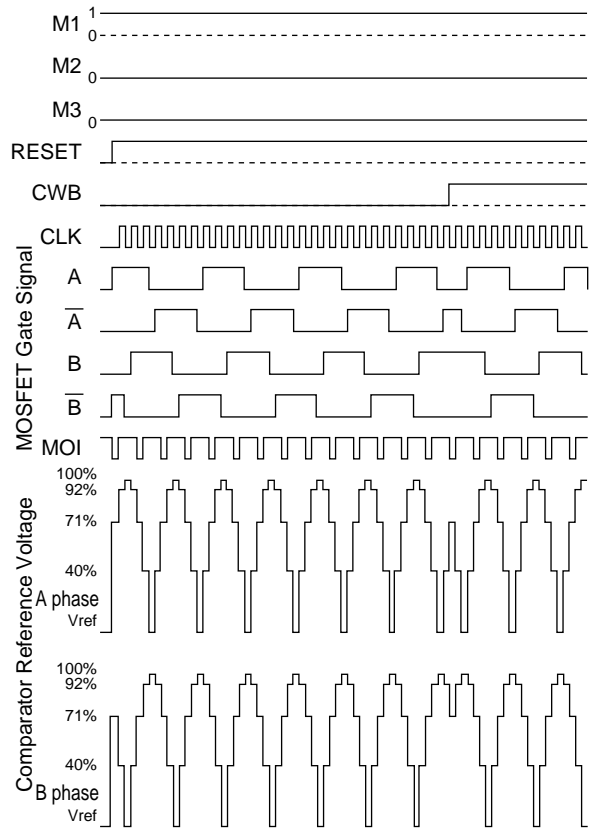 M1 1
0
M2 0
M3 0
RESET
CWB
CLK
MOSFET Gate Signal
A
A̅
B
B̅
MOI
Comparator Reference Voltage
100%
92%
71%
40%
A phase
Vref
100%
92%
71%
40%
B phase
Vref